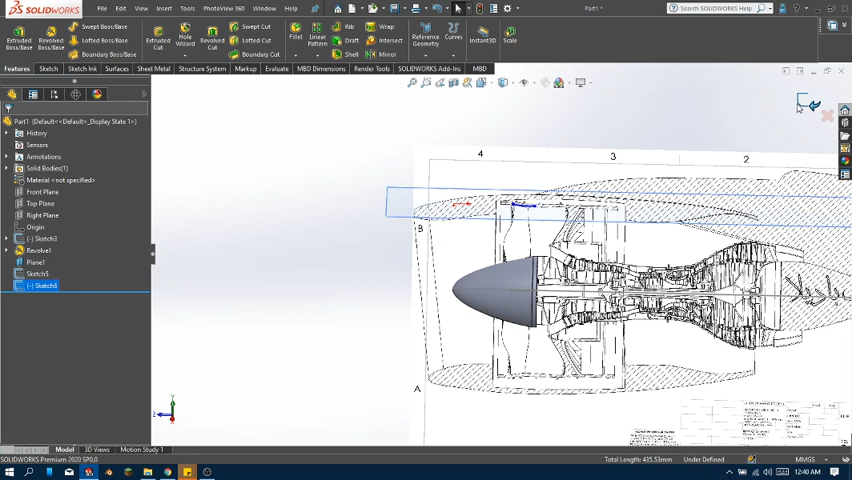 SOLIDWORKS File Edit View Insert Tools PhotoView 360 Window Help Part1 * Search SOLIDWORKS Help
Extruded Boss/Base Revolved Boss/Base Swept Boss/Base Lofted Boss/Base Boundary Boss/Base Extruded Cut Hole Wizard Revolved Cut Swept Cut Lofted Cut Boundary Cut Fillet Linear Pattern Rib Draft Shell Wrap Intersect Mirror Reference Geometry Curves Instant3D Scale
Features Sketch Sketch Ink Surfaces Sheet Metal Structure System Markup Evaluate MBD Dimensions Render Tools SOLIDWORKS Add-Ins MBD
Part1 (Default<<Default>_Display State 1>)
History
Sensors
Annotations
Solid Bodies(1)
Material <not specified>
Front Plane
Top Plane
Right Plane
Origin
(-) Sketch3
Revolve1
Plane1
Sketch5
(-) Sketch6
4 3 2
B
A
Y
Z
Model 3D Views Motion Study 1
SOLIDWORKS Premium 2020 SP0.0 Total Length: 435.53mm Under Defined MMGS
12:40 AM